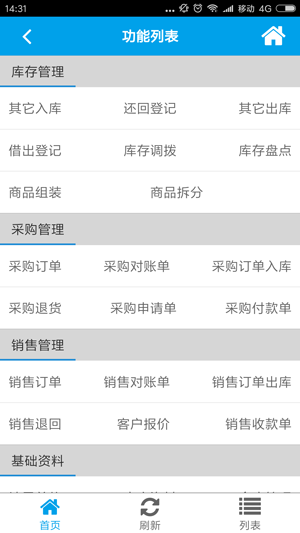 14:31 ... 移动 4G
功能列表
库存管理
其它入库 还回登记 其它出库
借出登记 库存调拨 库存盘点
商品组装 商品拆分
采购管理
采购订单 采购对账单 采购订单入库
采购退货 采购申请单 采购付款单
销售管理
销售订单 销售对账单 销售订单出库
销售退回 客户报价 销售收款单
基础资料
首页 刷新 列表